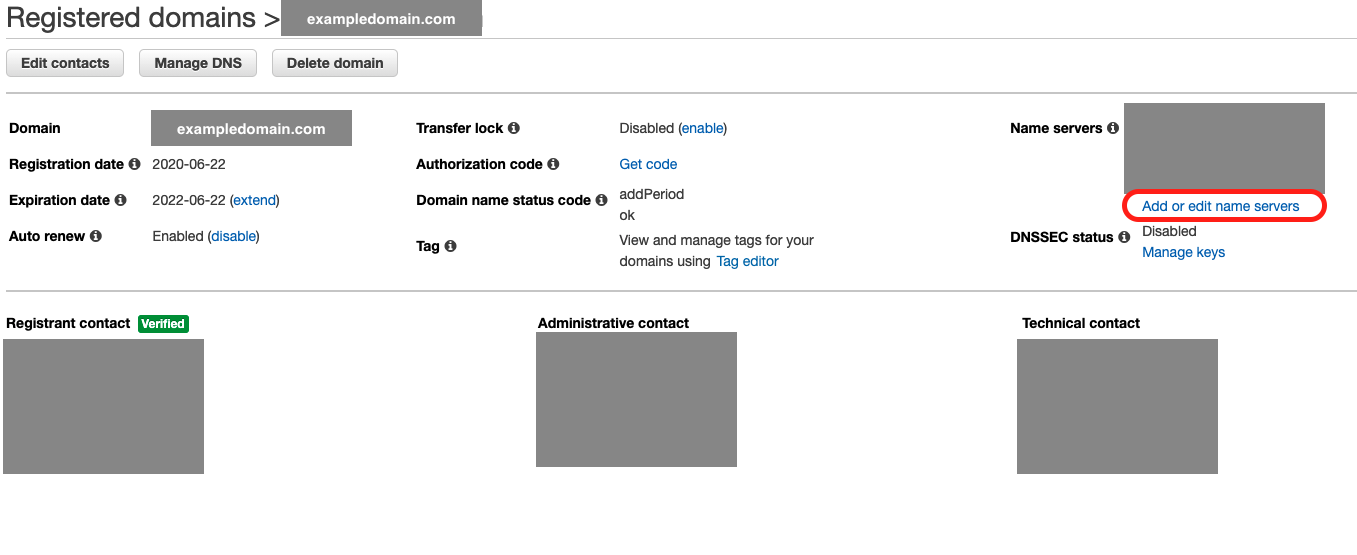 Registered domains > exampledomain.com
Edit contacts Manage DNS Delete domain
Domain exampledomain.com
Registration date 2020-06-22
Expiration date 2022-06-22 (extend)
Auto renew Enabled (disable)
Transfer lock Disabled (enable)
Authorization code Get code
Domain name status code addPeriod
ok
Tag View and manage tags for your
domains using Tag editor
Name servers
Add or edit name servers
DNSSEC status Disabled
Manage keys
Registrant contact Verified
Administrative contact
Technical contact